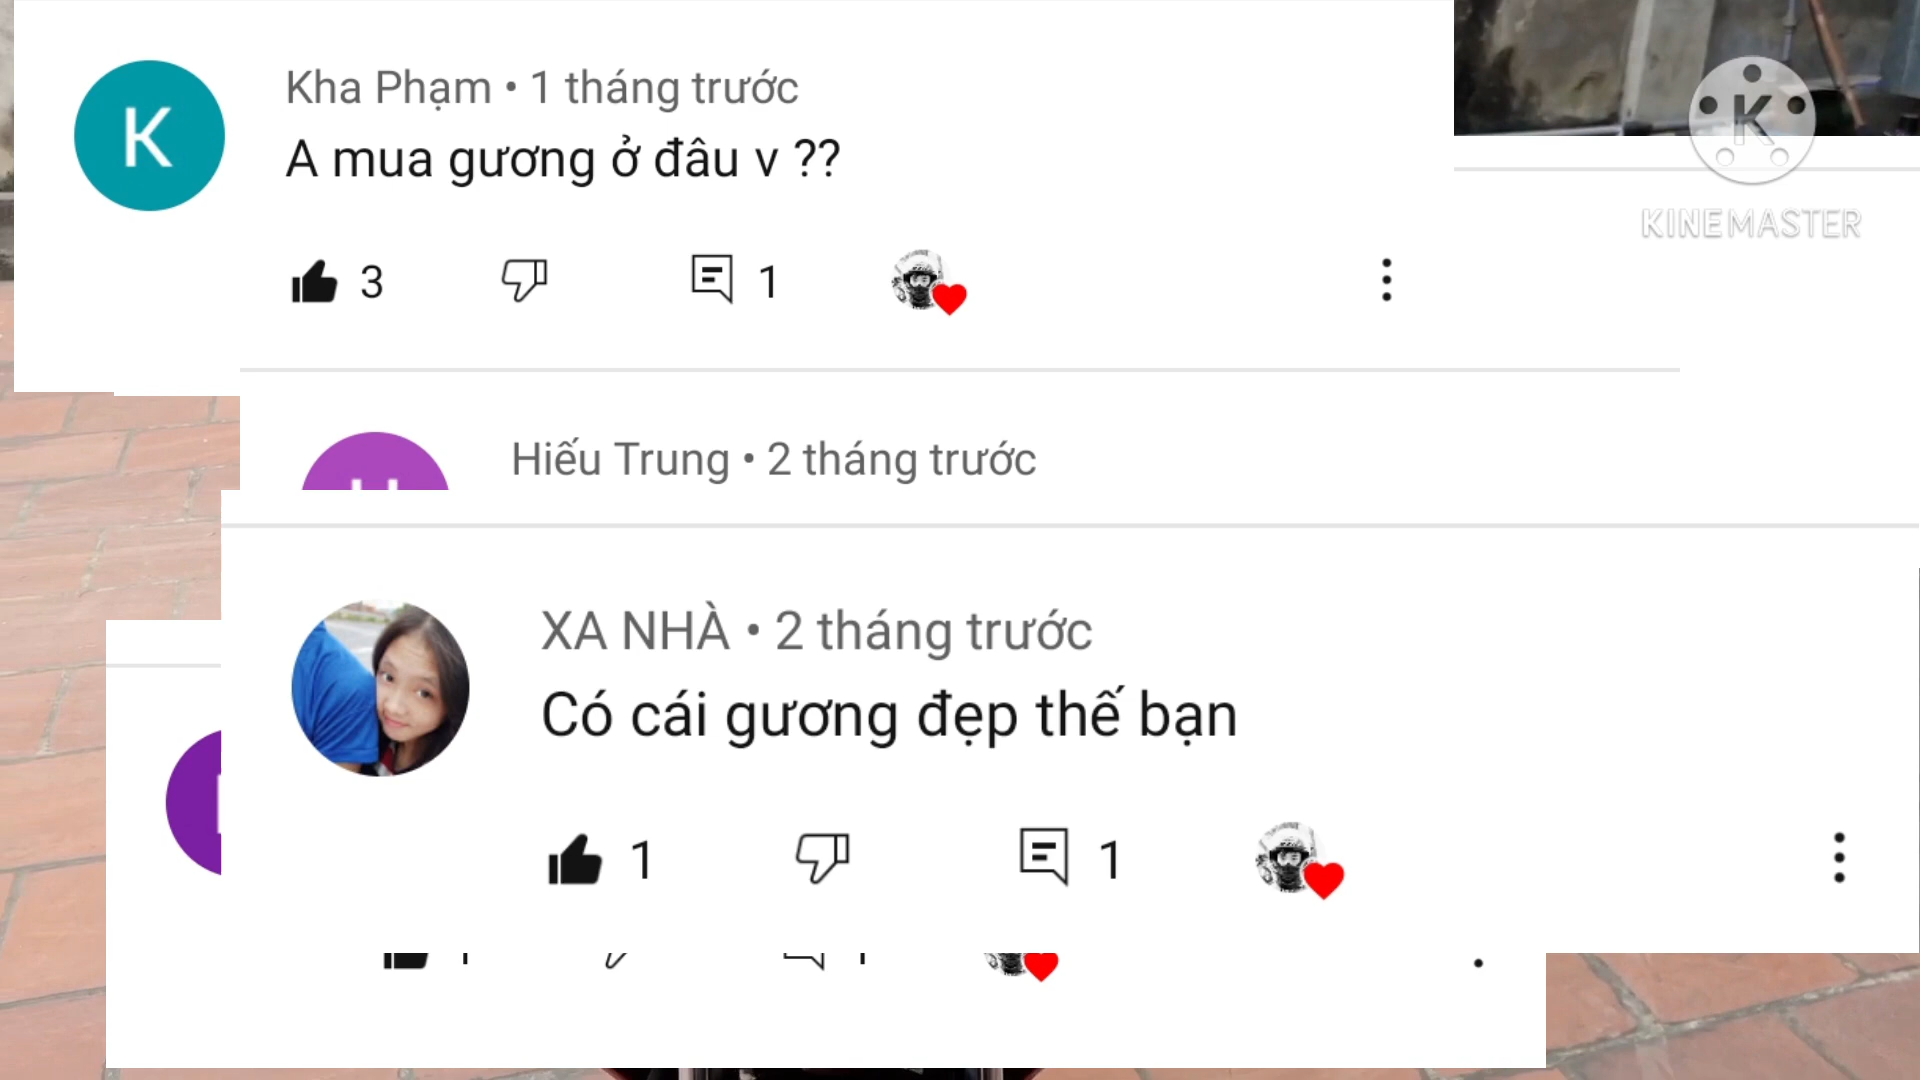 K
Kha Phạm • 1 tháng trước
A mua gương ở đâu v ??
3
1
K
KINEMASTER
Hiếu Trung • 2 tháng trước
XA NHÀ • 2 tháng trước
Có cái gương đẹp thế bạn
1
1